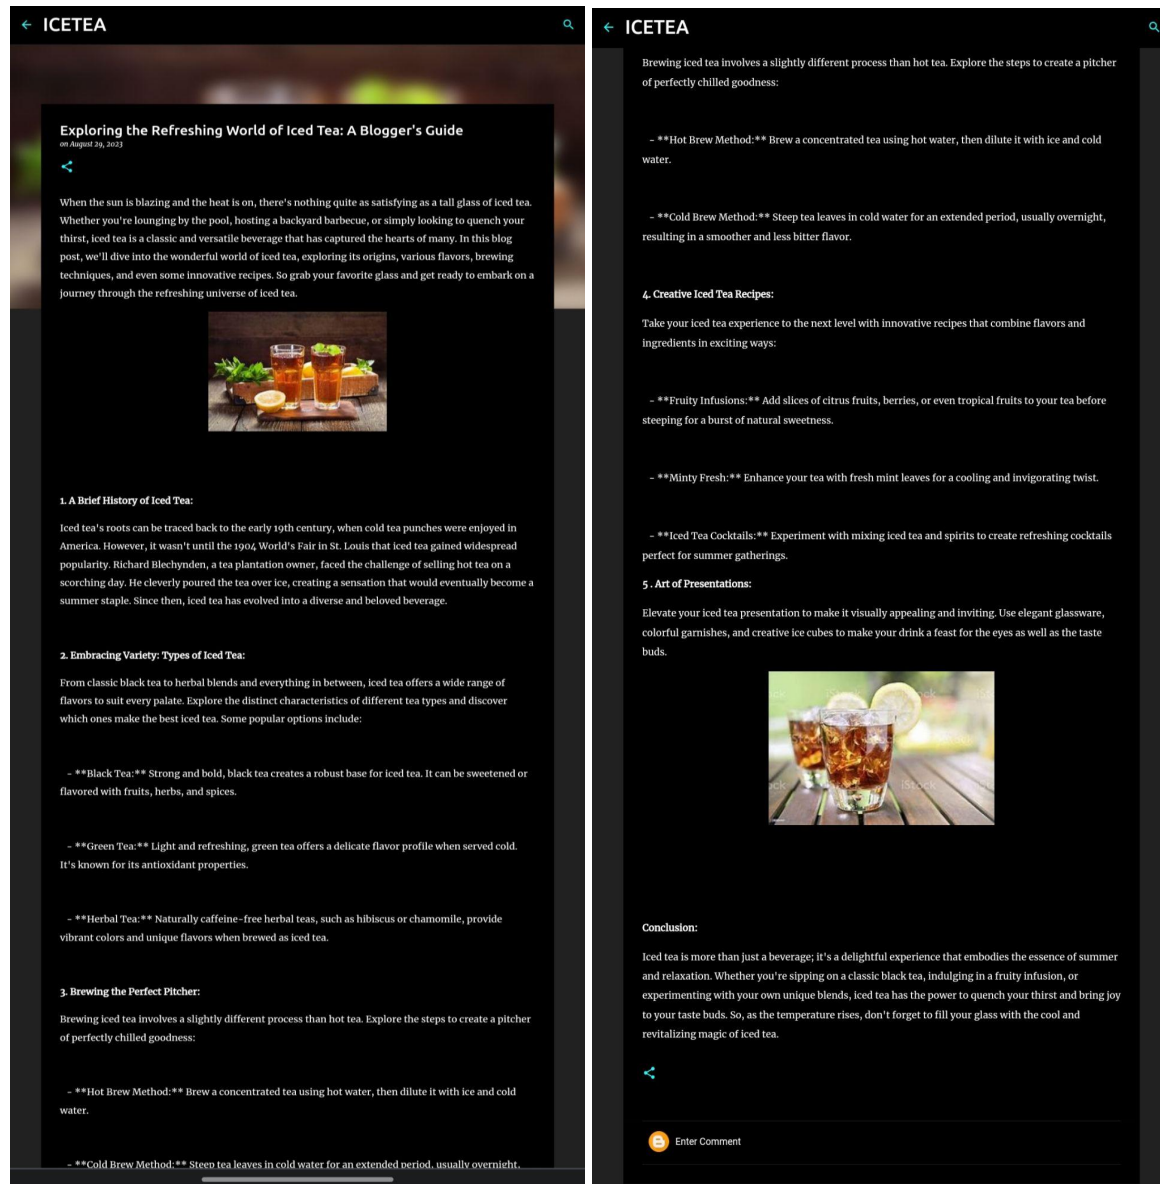 ICETEA
Exploring the Refreshing World of Iced Tea: A Blogger's Guide
on August 29, 2023
When the sun is blazing and the heat is on, there's nothing quite as satisfying as a tall glass of iced tea.
Whether you're lounging by the pool, hosting a backyard barbecue, or simply looking to quench your
thirst, iced tea is a classic and versatile beverage that has captured the hearts of many. In this blog
post, we'll dive into the wonderful world of iced tea, exploring its origins, various flavors, brewing
techniques, and even some innovative recipes. So grab your favorite glass and get ready to embark on a
journey through the refreshing universe of iced tea.
1. A Brief History of Iced Tea:
Iced tea's roots can be traced back to the early 19th century, when cold tea punches were enjoyed in
America. However, it wasn't until the 1904 World's Fair in St. Louis that iced tea gained widespread
popularity. Richard Blechynden, a tea plantation owner, faced the challenge of selling hot tea on a
scorching day. He cleverly poured the tea over ice, creating a sensation that would eventually become a
summer staple. Since then, iced tea has evolved into a diverse and beloved beverage.
2. Embracing Variety: Types of Iced Tea:
From classic black tea to herbal blends and everything in between, iced tea offers a wide range of
flavors to suit every palate. Explore the distinct characteristics of different tea types and discover
which ones make the best iced tea. Some popular options include:
- **Black Tea:** Strong and bold, black tea creates a robust base for iced tea. It can be sweetened or
flavored with fruits, herbs, and spices.
- **Green Tea:** Light and refreshing, green tea offers a delicate flavor profile when served cold.
It's known for its antioxidant properties.
- **Herbal Tea:** Naturally caffeine-free herbal teas, such as hibiscus or chamomile, provide
vibrant colors and unique flavors when brewed as iced tea.
3. Brewing the Perfect Pitcher:
Brewing iced tea involves a slightly different process than hot tea. Explore the steps to create a pitcher
of perfectly chilled goodness:
- **Hot Brew Method:** Brew a concentrated tea using hot water, then dilute it with ice and cold
water.
- **Cold Brew Method:** Steep tea leaves in cold water for an extended period, usually overnight,
ICETEA
Brewing iced tea involves a slightly different process than hot tea. Explore the steps to create a pitcher
of perfectly chilled goodness:
- **Hot Brew Method:** Brew a concentrated tea using hot water, then dilute it with ice and cold
water.
- **Cold Brew Method:** Steep tea leaves in cold water for an extended period, usually overnight,
resulting in a smoother and less bitter flavor.
4. Creative Iced Tea Recipes:
Take your iced tea experience to the next level with innovative recipes that combine flavors and
ingredients in exciting ways:
- **Fruity Infusions:** Add slices of citrus fruits, berries, or even tropical fruits to your tea before
steeping for a burst of natural sweetness.
- **Minty Fresh:** Enhance your tea with fresh mint leaves for a cooling and invigorating twist.
- **Iced Tea Cocktails:** Experiment with mixing iced tea and spirits to create refreshing cocktails
perfect for summer gatherings.
5 . Art of Presentations:
Elevate your iced tea presentation to make it visually appealing and inviting. Use elegant glassware,
colorful garnishes, and creative ice cubes to make your drink a feast for the eyes as well as the taste
buds.
iStock
Conclusion:
Iced tea is more than just a beverage; it's a delightful experience that embodies the essence of summer
and relaxation. Whether you're sipping on a classic black tea, indulging in a fruity infusion, or
experimenting with your own unique blends, iced tea has the power to quench your thirst and bring joy
to your taste buds. So, as the temperature rises, don't forget to fill your glass with the cool and
revitalizing magic of iced tea.
Enter Comment